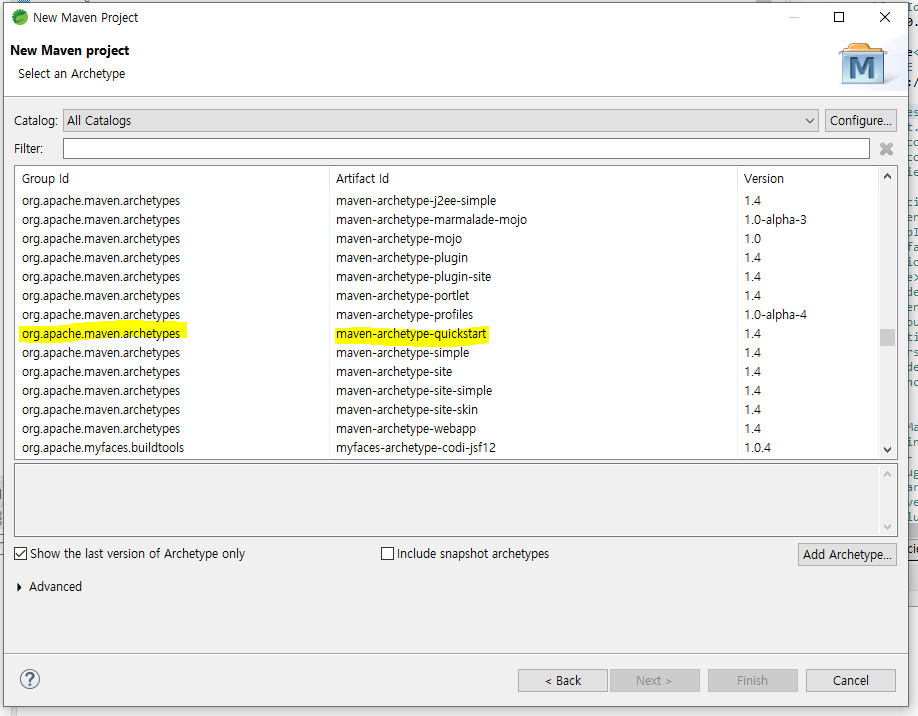 New Maven Project
New Maven project
Select an Archetype
M
Catalog: All Catalogs Configure...
Filter:
Group Id Artifact Id Version
org.apache.maven.archetypes maven-archetype-j2ee-simple 1.4
org.apache.maven.archetypes maven-archetype-marmalade-mojo 1.0-alpha-3
org.apache.maven.archetypes maven-archetype-mojo 1.0
org.apache.maven.archetypes maven-archetype-plugin 1.4
org.apache.maven.archetypes maven-archetype-plugin-site 1.4
org.apache.maven.archetypes maven-archetype-portlet 1.4
org.apache.maven.archetypes maven-archetype-profiles 1.0-alpha-4
org.apache.maven.archetypes maven-archetype-quickstart 1.4
org.apache.maven.archetypes maven-archetype-simple 1.4
org.apache.maven.archetypes maven-archetype-site 1.4
org.apache.maven.archetypes maven-archetype-site-simple 1.4
org.apache.maven.archetypes maven-archetype-site-skin 1.4
org.apache.maven.archetypes maven-archetype-webapp 1.4
org.apache.myfaces.buildtools myfaces-archetype-codi-jsf12 1.0.4
Show the last version of Archetype only Include snapshot archetypes Add Archetype...
Advanced
? < Back Next > Finish Cancel